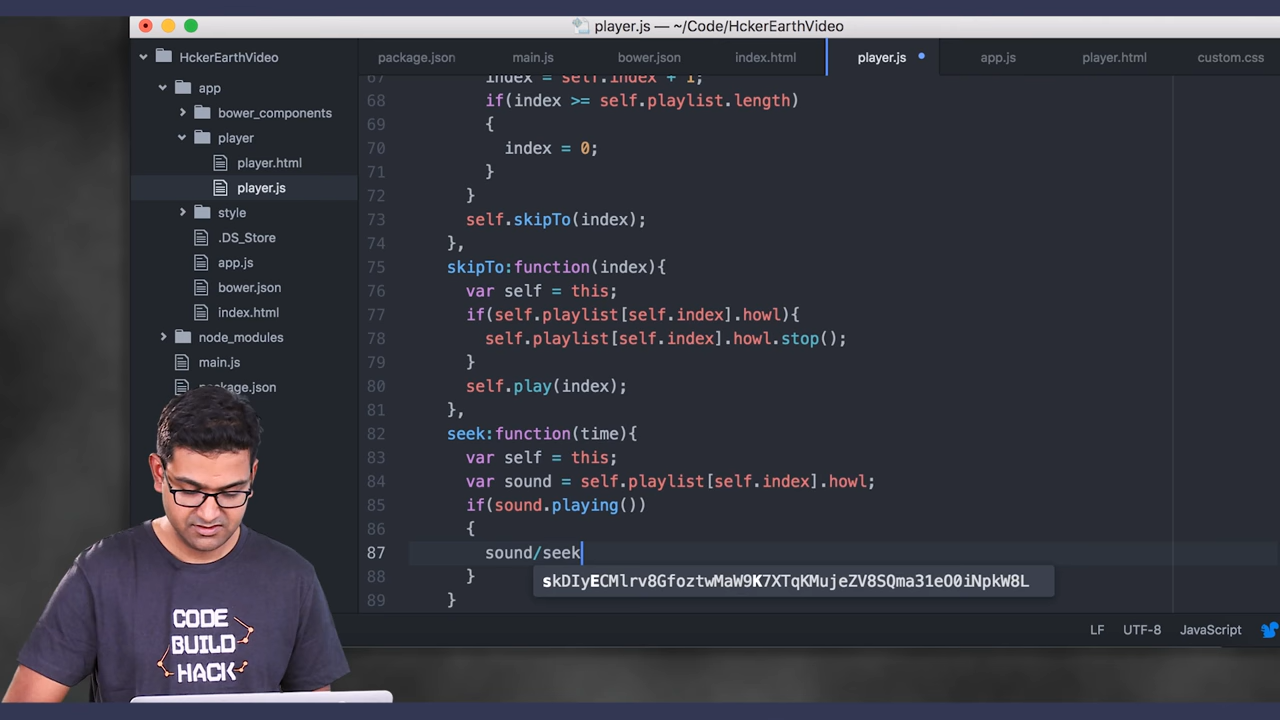 player.js — ~/Code/HckerEarthVideo
HckerEarthVideo
app
bower_components
player
player.html
player.js
style
.DS_Store
app.js
bower.json
index.html
node_modules
main.js
package.json
package.json main.js bower.json index.html player.js app.js player.html custom.css
67 index = self.index + 1;
68 if(index >= self.playlist.length)
69 {
70 index = 0;
71 }
72 }
73 self.skipTo(index);
74 },
75 skipTo:function(index){
76 var self = this;
77 if(self.playlist[self.index].howl){
78 self.playlist[self.index].howl.stop();
79 }
80 self.play(index);
81 },
82 seek:function(time){
83 var self = this;
84 var sound = self.playlist[self.index].howl;
85 if(sound.playing())
86 {
87 sound/seek
skDIyECMlrv8GfoztwMaW9K7XTqKMujeZV8SQma31eO0iNpkW8L
88 }
89 }
LF UTF-8 JavaScript
CODE
BUILD
HACK